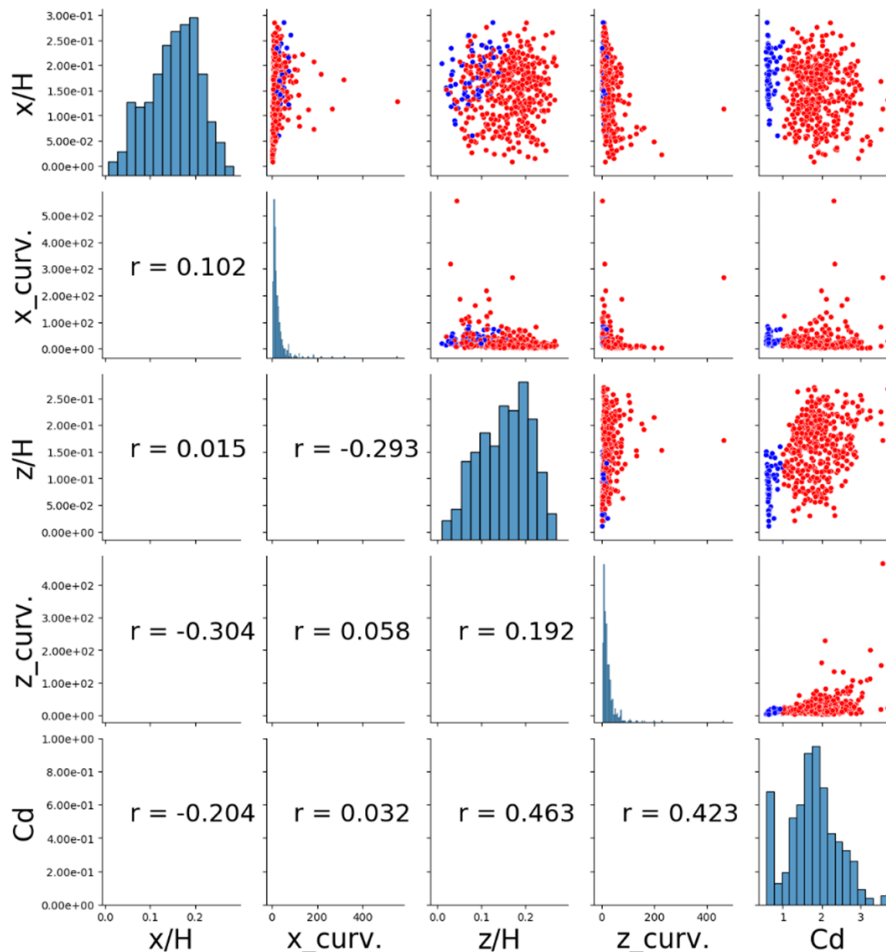 3.00e-01
2.50e-01
2.00e-01
1.50e-01
1.00e-01
5.00e-02
0.00e+00
x/H
5.00e+02
4.00e+02
3.00e+02
2.00e+02
1.00e+02
0.00e+00
x_curv.
r = 0.102
2.50e-01
2.00e-01
1.50e-01
1.00e-01
5.00e-02
0.00e+00
z/H
r = 0.015
r = -0.293
4.00e+02
3.00e+02
2.00e+02
1.00e+02
0.00e+00
z_curv.
r = -0.304
r = 0.058
r = 0.192
1.00e+00
8.00e-01
6.00e-01
4.00e-01
2.00e-01
0.00e+00
Cd
r = -0.204
r = 0.032
r = 0.463
r = 0.423
0.0 0.1 0.2
0 200 400
0.0 0.1 0.2
0 200 400
1 2 3
x/H
x_curv.
z/H
z_curv.
Cd